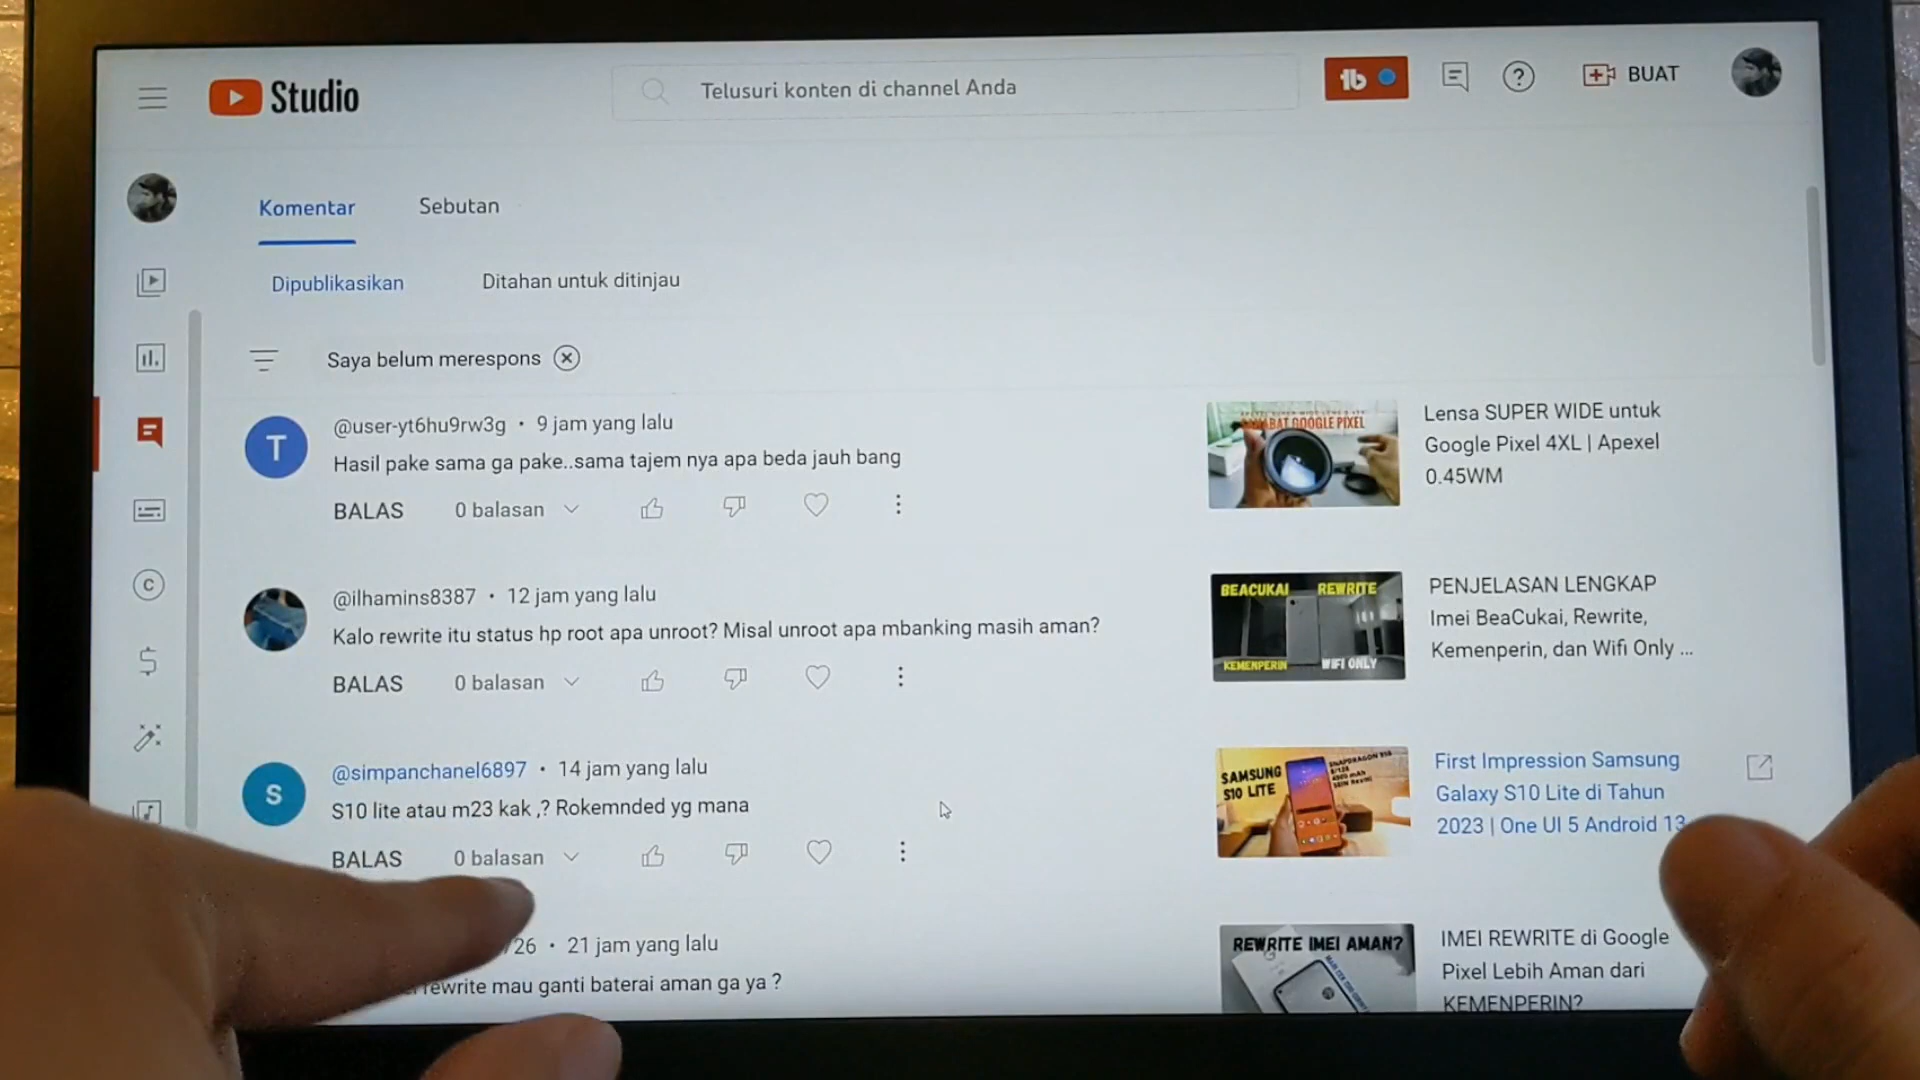 Studio
Telusuri konten di channel Anda
tb
?
BUAT
Komentar
Sebutan
Dipublikasikan
Ditahan untuk ditinjau
Saya belum merespons
T
@user-yt6hu9rw3g • 9 jam yang lalu
Hasil pake sama ga pake..sama tajem nya apa beda jauh bang
BALAS
0 balasan
GOOGLE PIXEL
Lensa SUPER WIDE untuk
Google Pixel 4XL | Apexel
0.45WM
@ilhamins8387 • 12 jam yang lalu
Kalo rewrite itu status hp root apa unroot? Misal unroot apa mbanking masih aman?
BALAS
0 balasan
BEACUKAI
REWRITE
KEMENPERIN
WIFI ONLY
PENJELASAN LENGKAP
Imei BeaCukai, Rewrite,
Kemenperin, dan Wifi Only ...
C
$
S
@simpanchanel6897 • 14 jam yang lalu
S10 lite atau m23 kak ,? Rokemnded yg mana
BALAS
0 balasan
SAMSUNG
S10 LITE
SNAPDRAGON 855
First Impression Samsung
Galaxy S10 Lite di Tahun
2023 | One UI 5 Android 13
26 • 21 jam yang lalu
rewrite mau ganti baterai aman ga ya ?
REWRITE IMEI AMAN?
IMEI REWRITE di Google
Pixel Lebih Aman dari
KEMENPERIN?